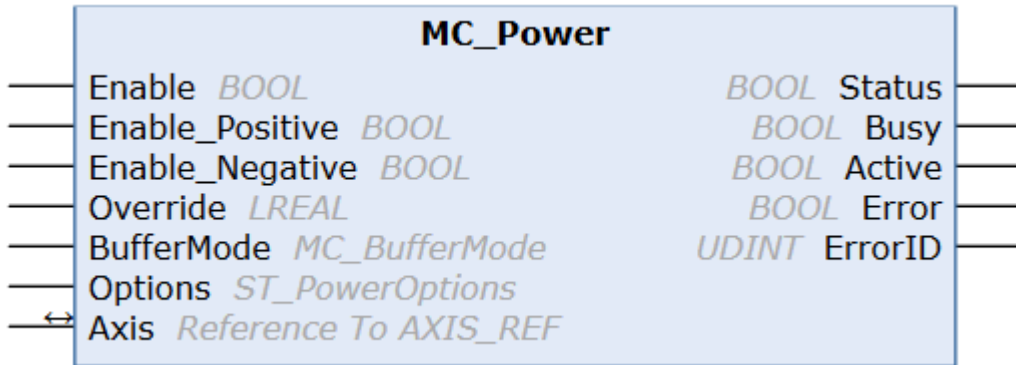 MC_Power
Enable BOOL BOOL Status
Enable_Positive BOOL BOOL Busy
Enable_Negative BOOL BOOL Active
Override LREAL BOOL Error
BufferMode MC_BufferMode UDINT ErrorID
Options ST_PowerOptions
Axis Reference To AXIS_REF